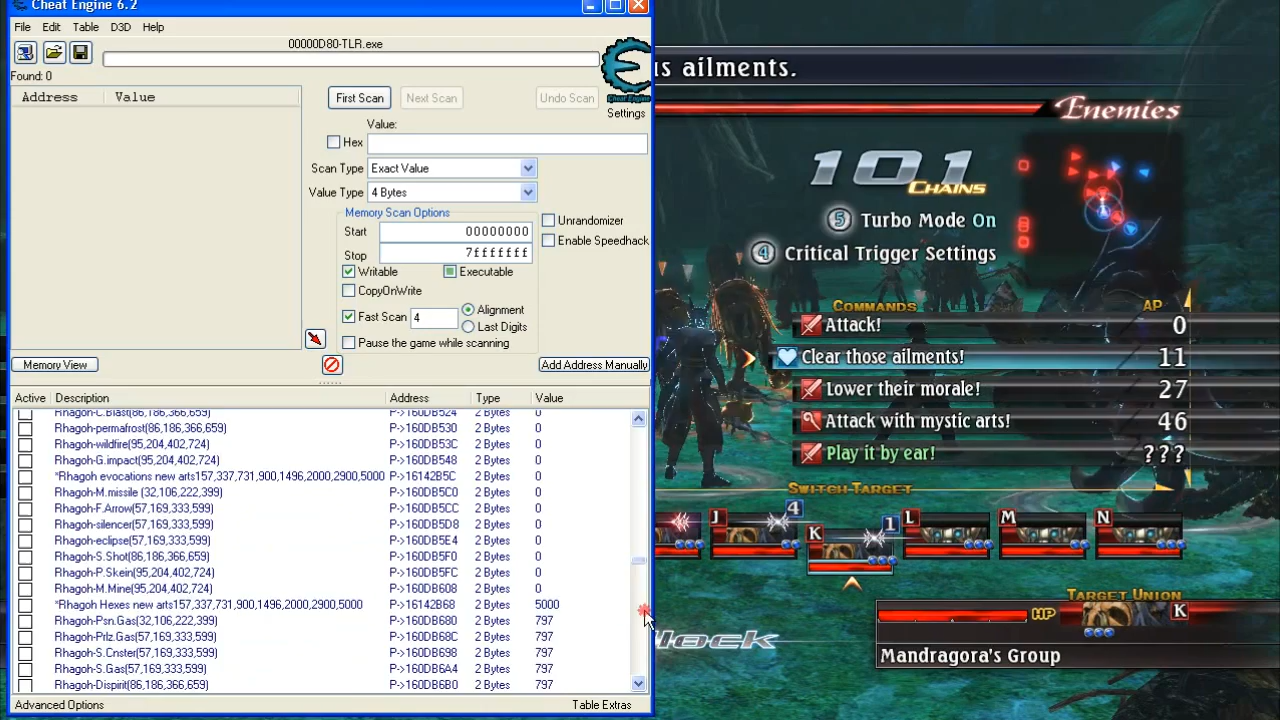 Cheat Engine 6.2
File Edit Table D3D Help
00000D80-TLR.exe
Found: 0
Address Value
First Scan Next Scan Undo Scan
Cheat Engine
Settings
Value:
Hex
Scan Type Exact Value
Value Type 4 Bytes
Memory Scan Options
Start 00000000
Stop 7fffffff
Unrandomizer
Enable Speedhack
Writable Executable
CopyOnWrite
Fast Scan 4 Alignment
Last Digits
Pause the game while scanning
Memory View Add Address Manually
Active Description Address Type Value
Rhagoh-C.Blast(86,186,366,659) P->160DB524 2 Bytes 0
Rhagoh-permafrost(86,186,366,659) P->160DB530 2 Bytes 0
Rhagoh-wildfire(95,204,402,724) P->160DB53C 2 Bytes 0
Rhagoh-G.impact(95,204,402,724) P->160DB548 2 Bytes 0
*Rhagoh evocations new arts157,337,731,900,1496,2000,2900,5000 P->16142B5C 2 Bytes 0
Rhagoh-M.missile (32,106,222,399) P->160DB5C0 2 Bytes 0
Rhagoh-F.Arrow(57,169,333,599) P->160DB5CC 2 Bytes 0
Rhagoh-silencer(57,169,333,599) P->160DB5D8 2 Bytes 0
Rhagoh-eclipse(57,169,333,599) P->160DB5E4 2 Bytes 0
Rhagoh-S.Shot(86,186,366,659) P->160DB5F0 2 Bytes 0
Rhagoh-P.Skein(95,204,402,724) P->160DB5FC 2 Bytes 0
Rhagoh-M.Mine(95,204,402,724) P->160DB608 2 Bytes 0
*Rhagoh Hexes new arts157,337,731,900,1496,2000,2900,5000 P->16142B68 2 Bytes 5000
Rhagoh-Psn.Gas(32,106,222,399) P->160DB680 2 Bytes 797
Rhagoh-Prlz.Gas(57,169,333,599) P->160DB68C 2 Bytes 797
Rhagoh-S.Cnster(57,169,333,599) P->160DB698 2 Bytes 797
Rhagoh-S.Gas(57,169,333,599) P->160DB6A4 2 Bytes 797
Rhagoh-Dispirit(86,186,366,659) P->160DB6B0 2 Bytes 797
Advanced Options Table Extras
s ailments.
Enemies
101 CHAINS
5 Turbo Mode On
4 Critical Trigger Settings
COMMANDS AP
Attack! 0
Clear those ailments! 11
Lower their morale! 27
Attack with mystic arts! 46
Play it by ear! ???
SWITCH TARGET
J 4 K 1 L M N
TARGET UNION
HP K
Mandragora's Group